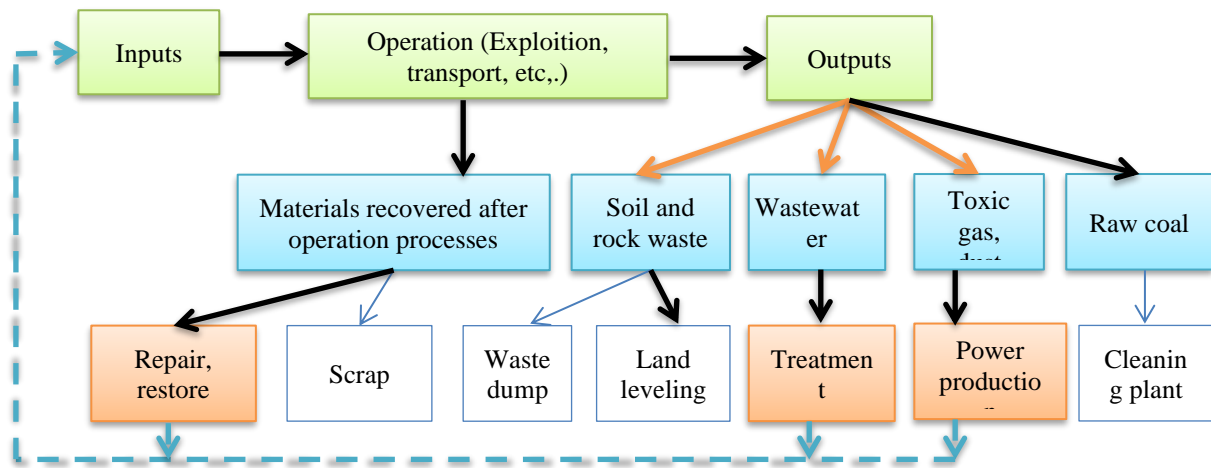 Inputs
Operation (Exploition,
transport, etc,.)
Outputs
Materials recovered after
operation processes
Soil and
rock waste
Wastewat
er
Toxic
gas,
Raw coal
Repair,
restore
Scrap
Waste
dump
Land
leveling
Treatmen
t
Power
productio
Cleanin
g plant